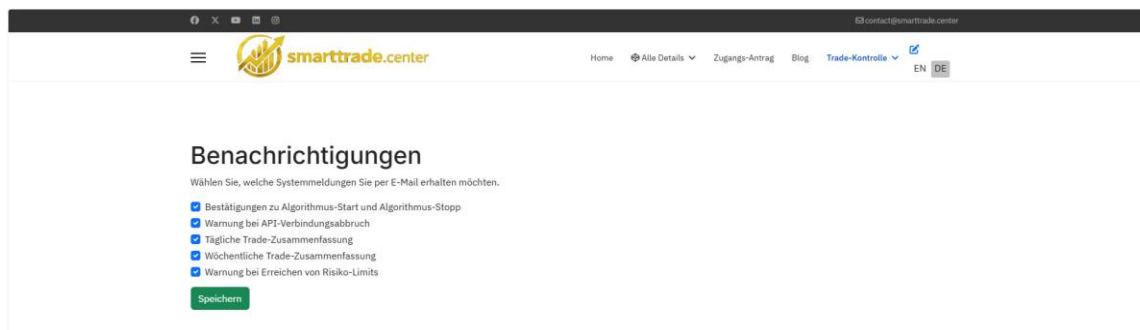 contact@smarttrade.center
smarttrade.center
Home Alle Details Zugangs-Antrag Blog Trade-Kontrolle
EN DE
Benachrichtigungen
Wählen Sie, welche Systemmeldungen Sie per E-Mail erhalten möchten.
Bestätigungen zu Algorithmus-Start und Algorithmus-Stopp
Warnung bei API-Verbindungsabbruch
Tägliche Trade-Zusammenfassung
Wöchentliche Trade-Zusammenfassung
Warnung bei Erreichen von Risiko-Limits
Speichern